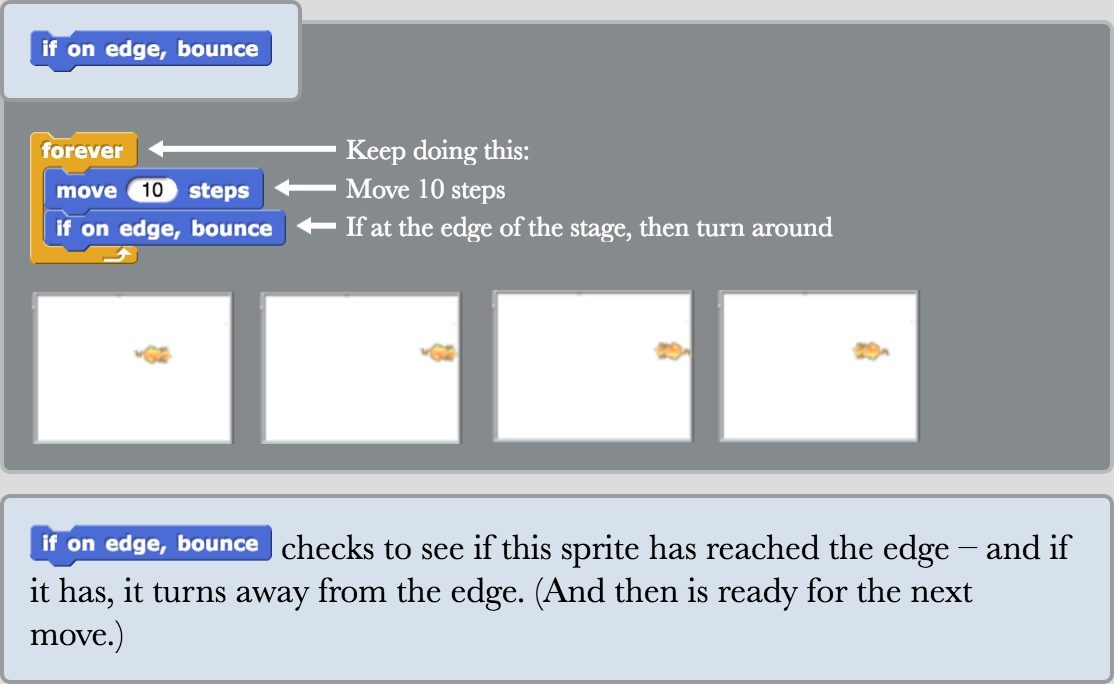 if on edge, bounce
forever
Keep doing this:
move 10 steps
Move 10 steps
if on edge, bounce
If at the edge of the stage, then turn around
if on edge, bounce checks to see if this sprite has reached the edge – and if
it has, it turns away from the edge. (And then is ready for the next
move.)